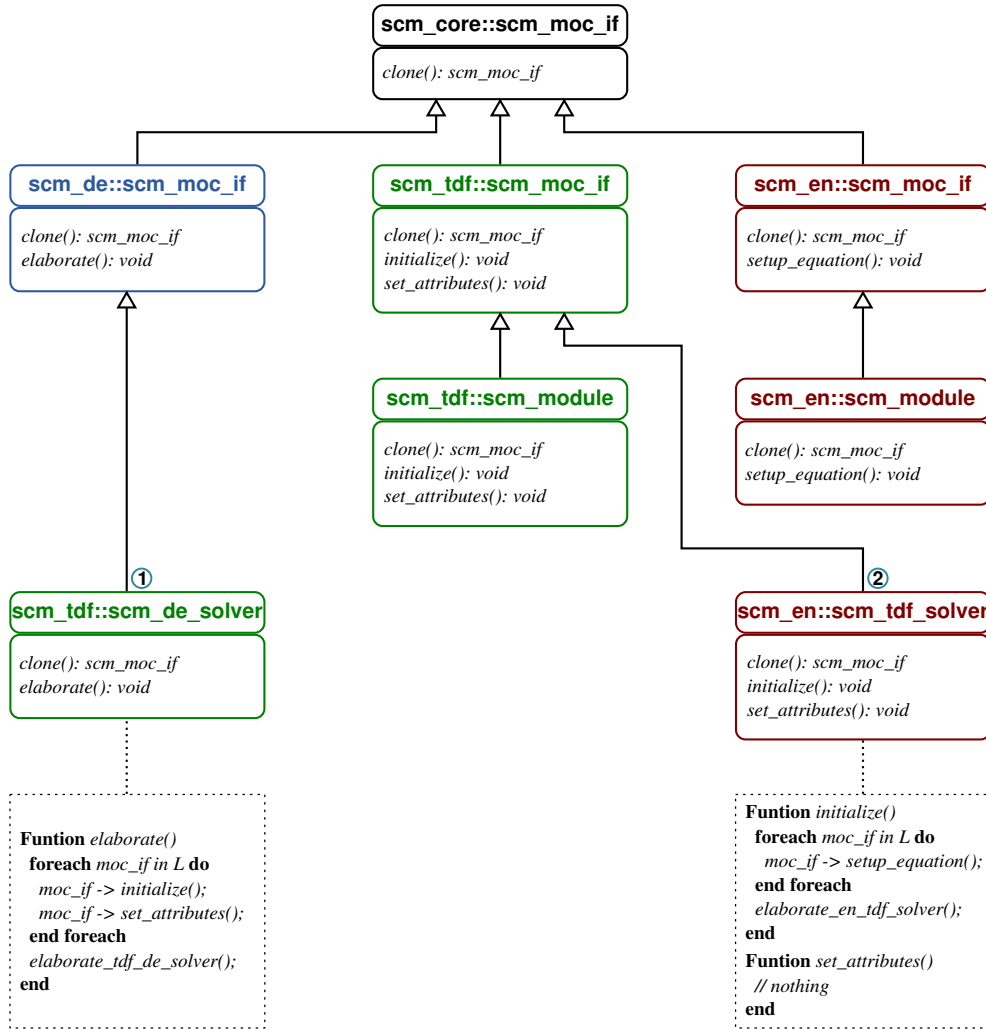 scm_core::scm_moc_if
clone(): scm_moc_if
scm_de::scm_moc_if
clone(): scm_moc_if
elaborate(): void
scm_tdf::scm_moc_if
clone(): scm_moc_if
initialize(): void
set_attributes(): void
scm_en::scm_moc_if
clone(): scm_moc_if
setup_equation(): void
scm_tdf::scm_module
clone(): scm_moc_if
initialize(): void
set_attributes(): void
scm_en::scm_module
clone(): scm_moc_if
setup_equation(): void
1
scm_tdf::scm_de_solver
clone(): scm_moc_if
elaborate(): void
2
scm_en::scm_tdf_solver
clone(): scm_moc_if
initialize(): void
set_attributes(): void
Funtion elaborate()
foreach moc_if in L do
moc_if -> initialize();
moc_if -> set_attributes();
end foreach
elaborate_tdf_de_solver();
end
Funtion initialize()
foreach moc_if in L do
moc_if -> setup_equation();
end foreach
elaborate_en_tdf_solver();
end
Funtion set_attributes()
// nothing
end